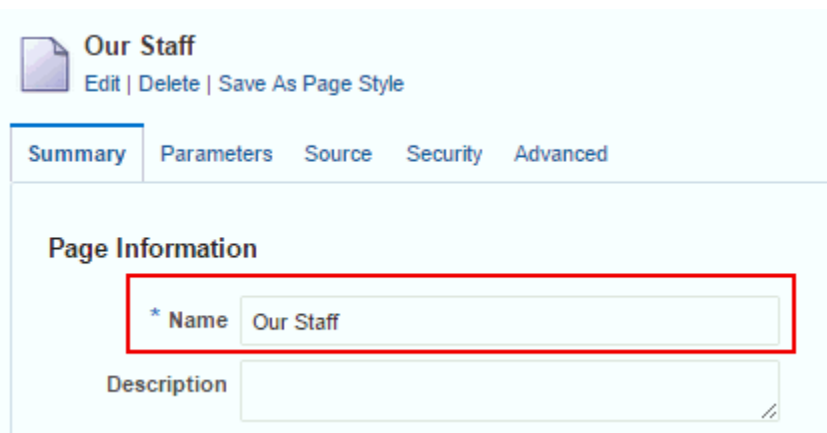 Our Staff
Edit | Delete | Save As Page Style
Summary Parameters Source Security Advanced
Page Information
* Name Our Staff
Description